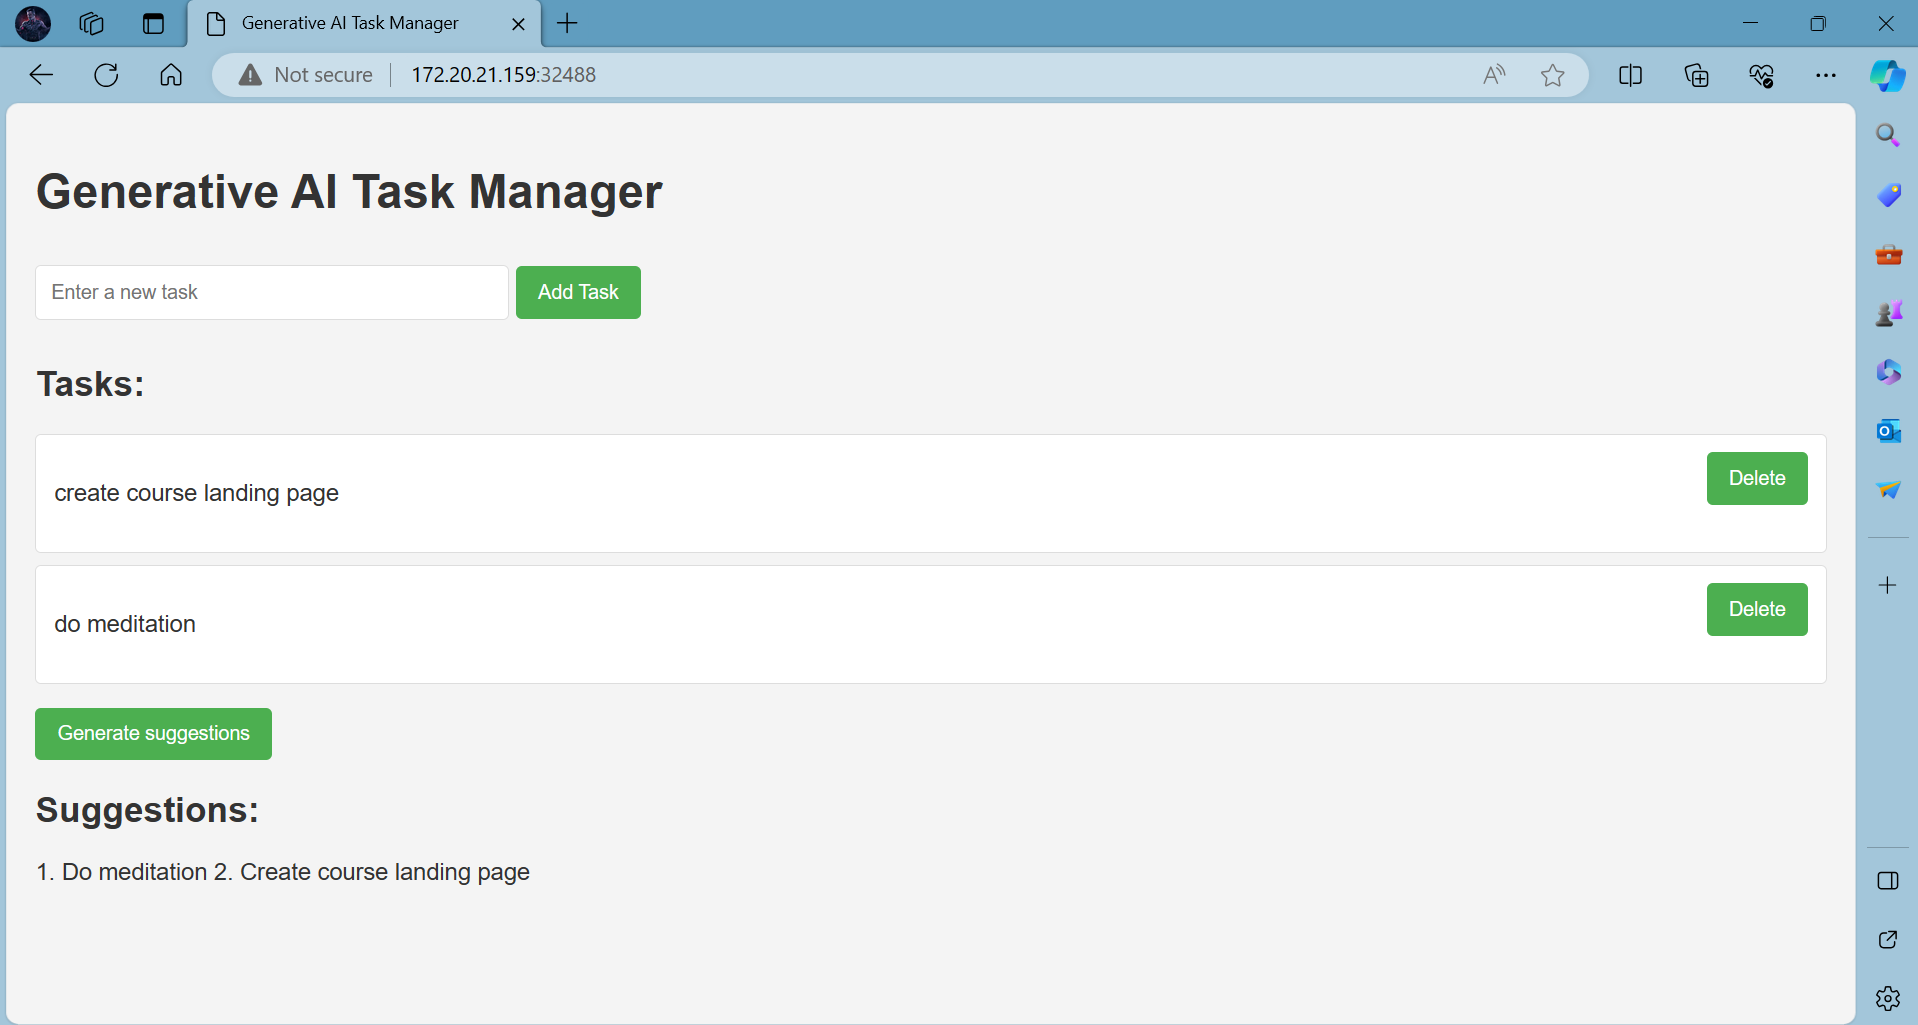 Generative AI Task Manager
Not secure 172.20.21.159:32488
Generative AI Task Manager
Enter a new task Add Task
Tasks:
create course landing page Delete
do meditation Delete
Generate suggestions
Suggestions:
1. Do meditation 2. Create course landing page